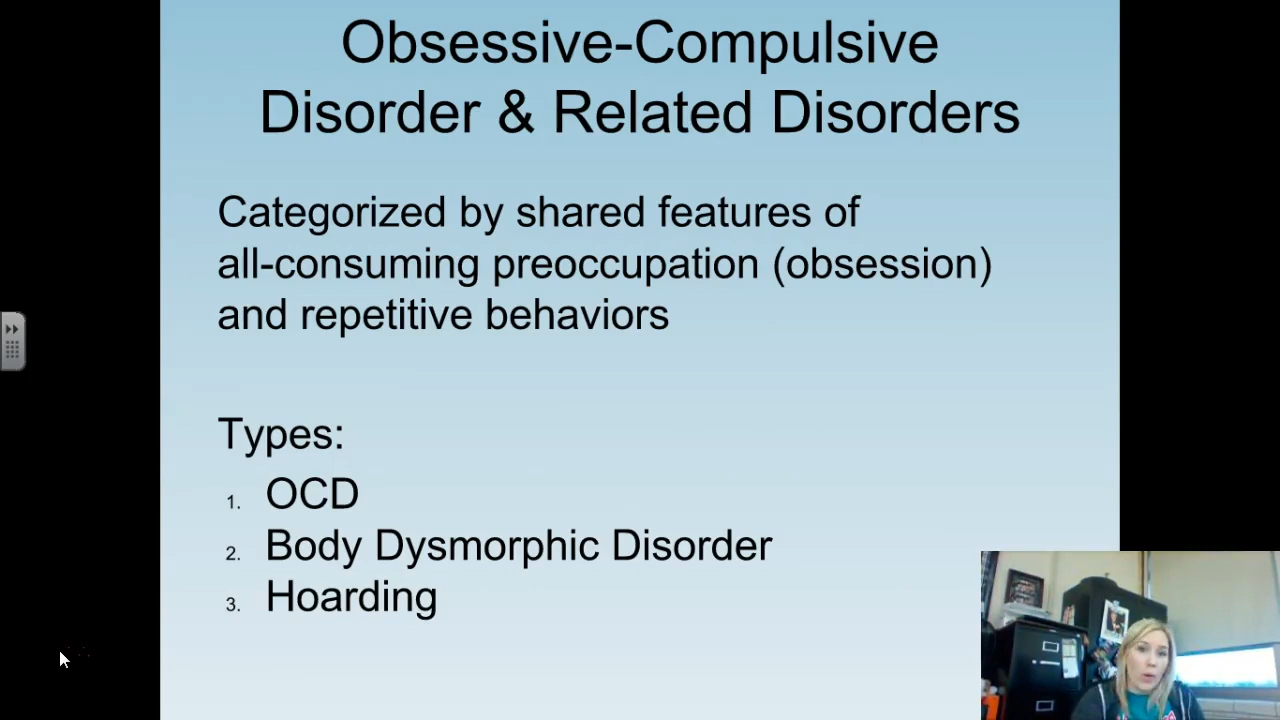 Obsessive-Compulsive
Disorder & Related Disorders
Categorized by shared features of
all-consuming preoccupation (obsession)
and repetitive behaviors
Types:
1. OCD
2. Body Dysmorphic Disorder
3. Hoarding